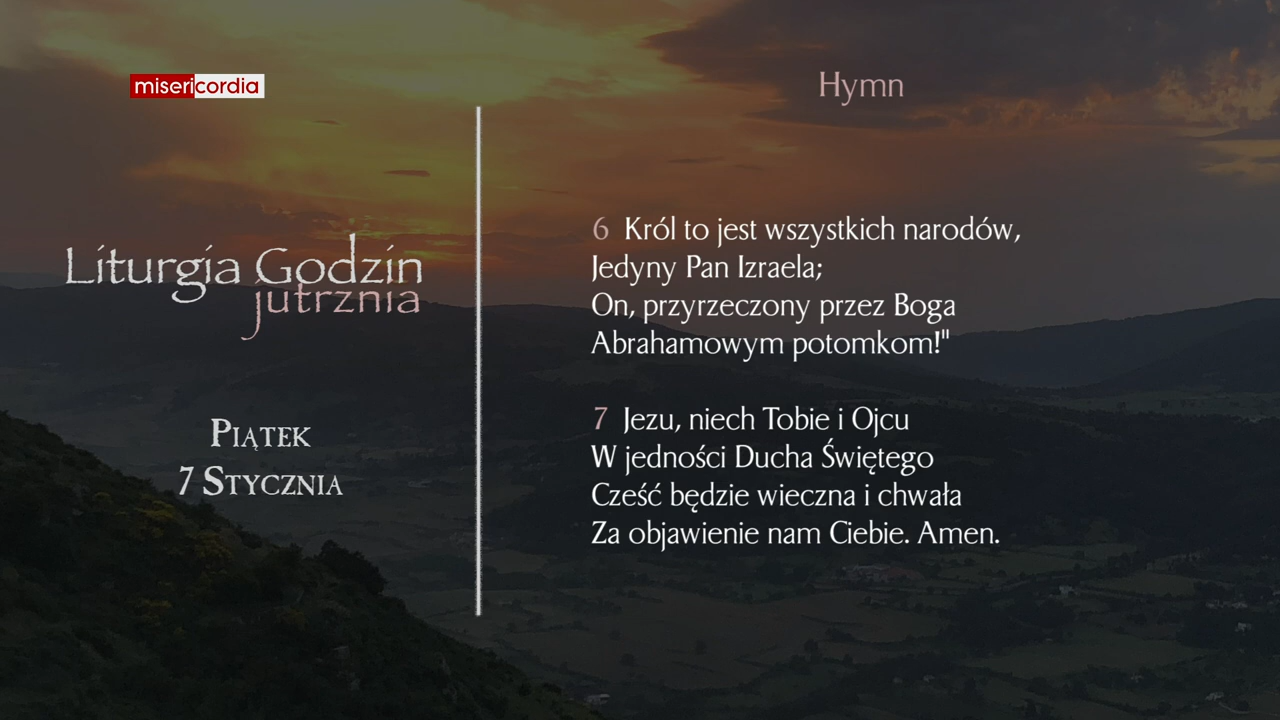 misericordia
Liturgia Godzin
jutrznia
Piątek
7 Stycznia
Hymn
6 Król to jest wszystkich narodów,
Jedyny Pan Izraela;
On, przyrzeczony przez Boga
Abrahamowym potomkom!"
7 Jezu, niech Tobie i Ojcu
W jedności Ducha Świętego
Cześć będzie wieczna i chwała
Za objawienie nam Ciebie. Amen.